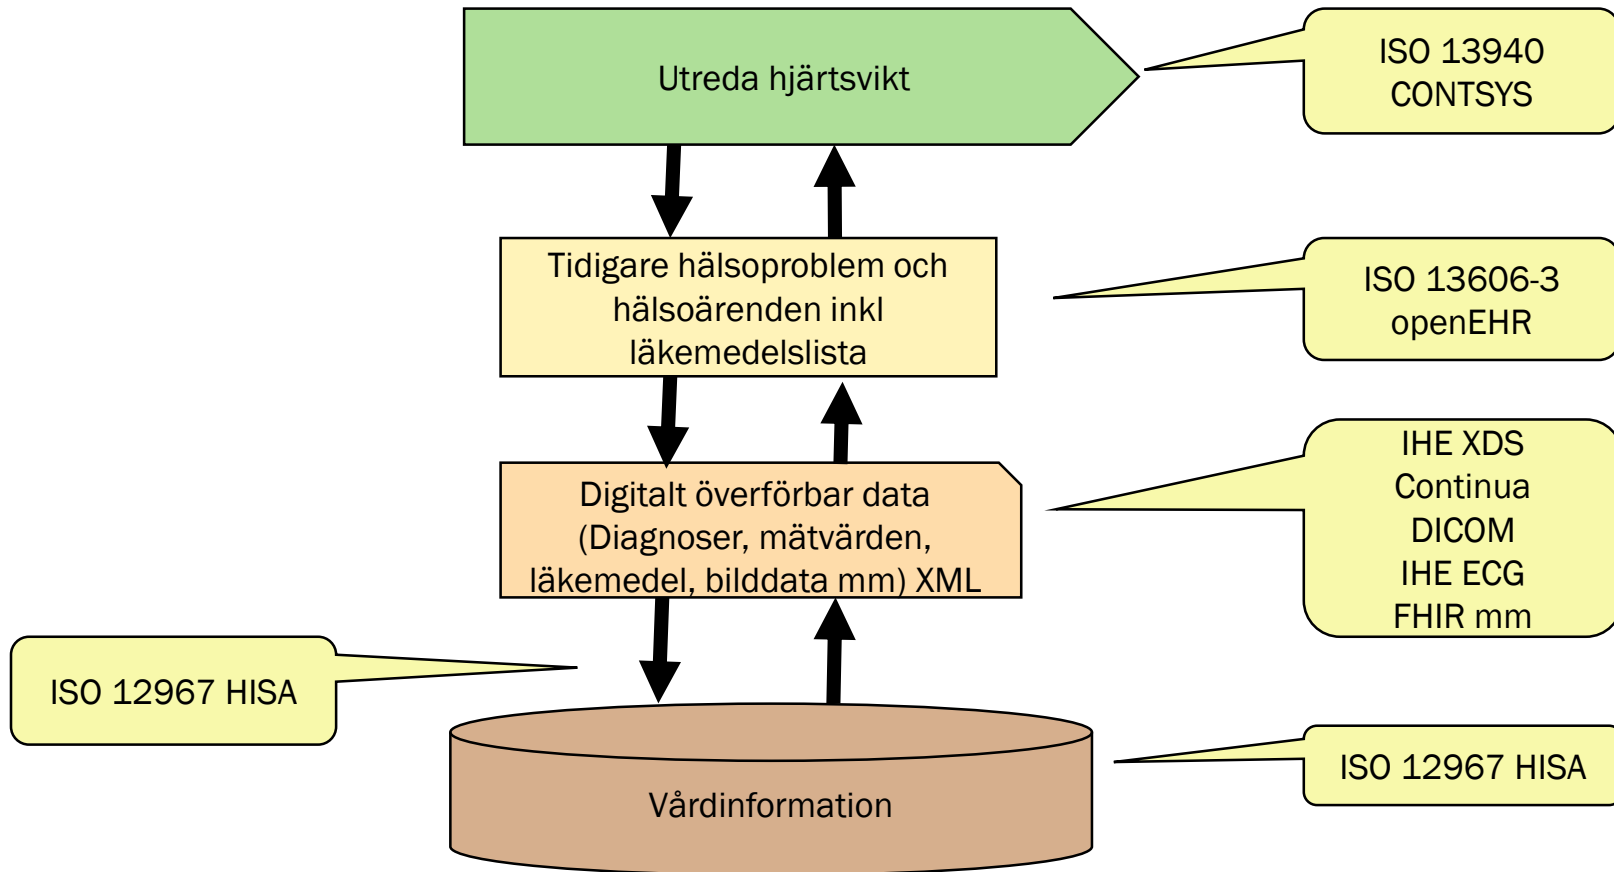 Utreda hjärtsvikt
ISO 13940
CONTSYS
Tidigare hälsoproblem och
hälsoärenden inkl
läkemedelslista
ISO 13606-3
openEHR
Digitalt överförbar data
(Diagnoser, mätvärden,
läkemedel, bilddata mm) XML
IHE XDS
Continua
DICOM
IHE ECG
FHIR mm
ISO 12967 HISA
Vårdinformation
ISO 12967 HISA